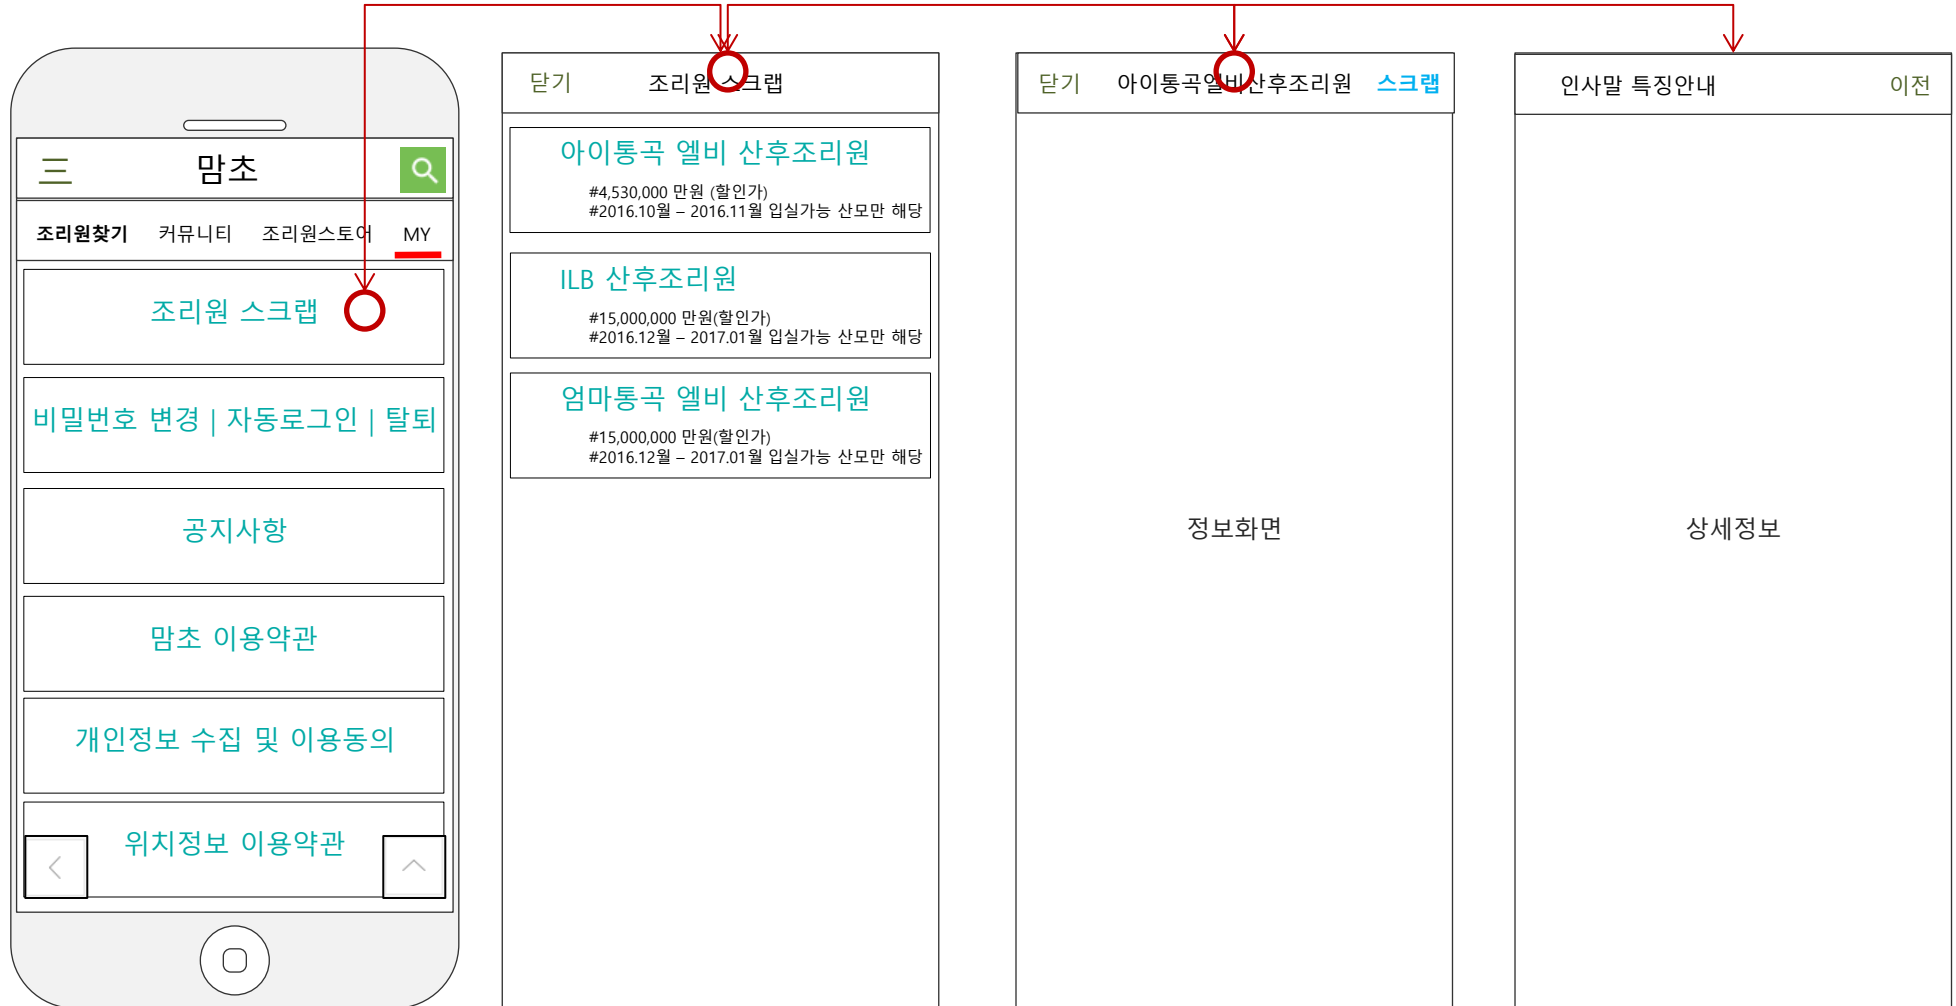 맘초
조리원찾기 커뮤니티 조리원스토어 MY
조리원 스크랩
비밀번호 변경 | 자동로그인 | 탈퇴
공지사항
맘초 이용약관
개인정보 수집 및 이용동의
위치정보 이용약관
닫기 조리원 스크랩
아이통곡 엘비 산후조리원
#4,530,000 만원 (할인가)
#2016.10월 – 2016.11월 입실가능 산모만 해당
ILB 산후조리원
#15,000,000 만원(할인가)
#2016.12월 – 2017.01월 입실가능 산모만 해당
엄마통곡 엘비 산후조리원
#15,000,000 만원(할인가)
#2016.12월 – 2017.01월 입실가능 산모만 해당
닫기 아이통곡엘비산후조리원 스크랩
정보화면
인사말 특징안내 이전
상세정보